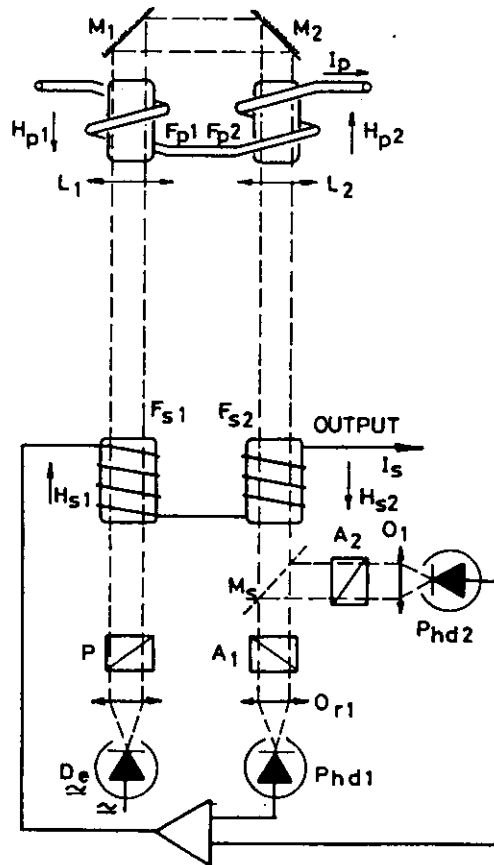 M1 M2
Ip
Hp1 Fp1 Fp2 Hp2
L1 L2
Fs1 Fs2 OUTPUT
Is
Hs1 Hs2
A2 O1
Ms
Phd2
P A1
Or1
De Phd1